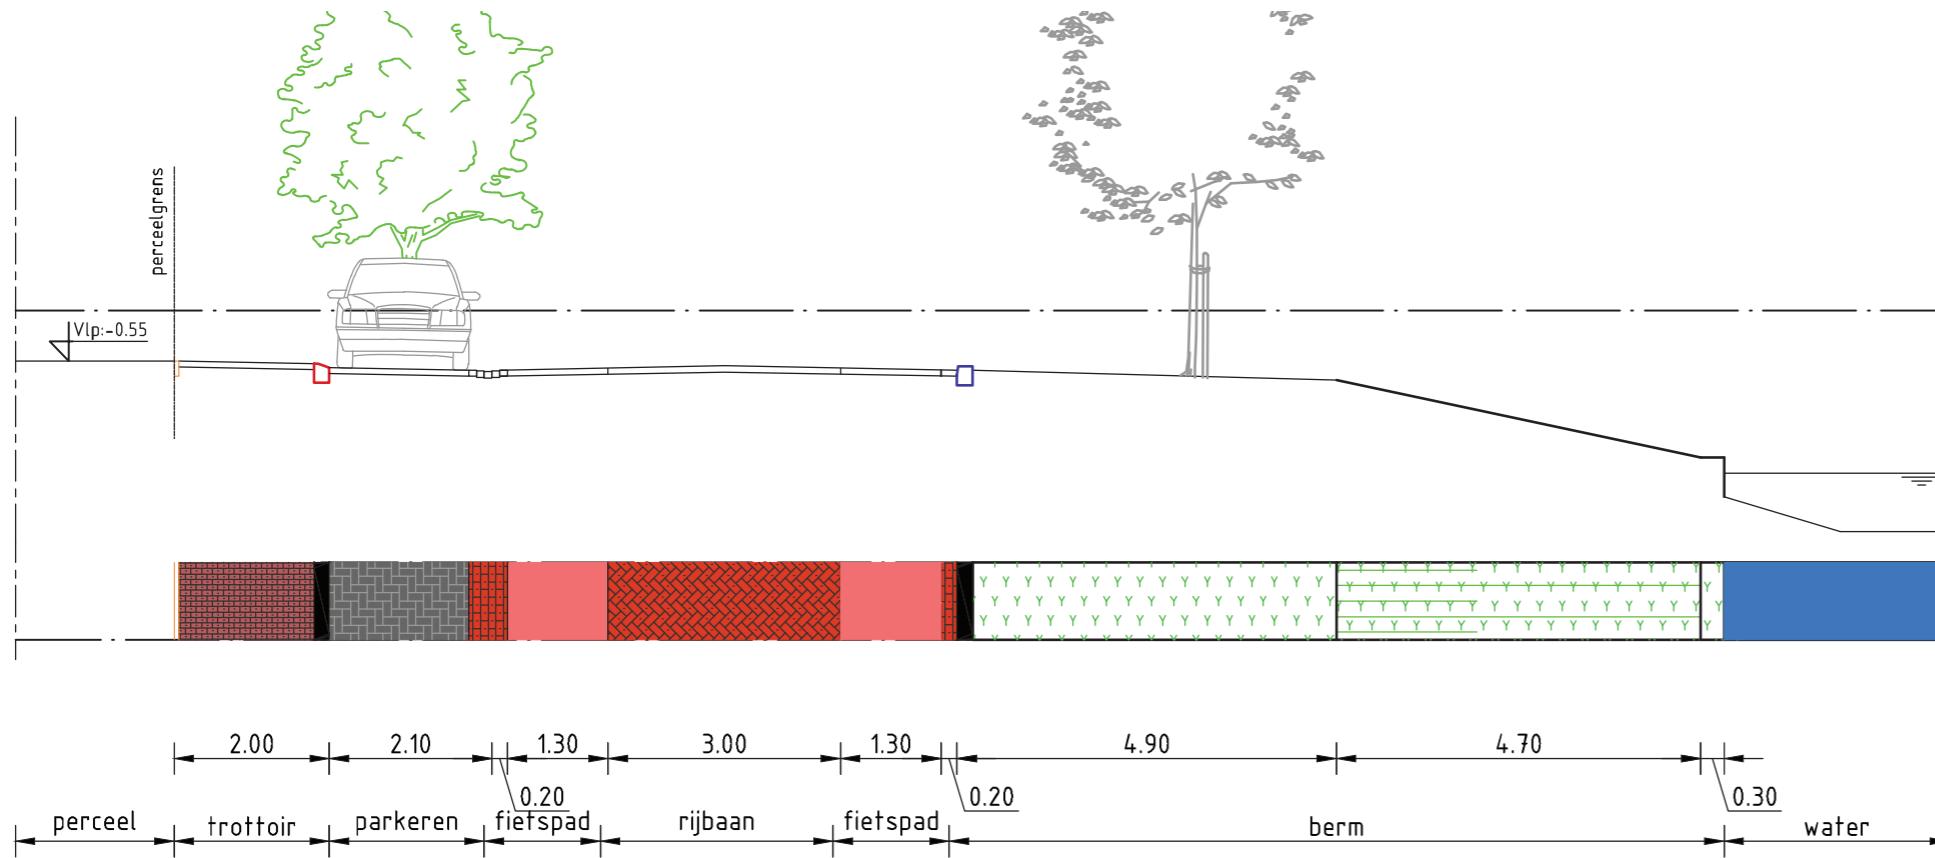 perceelgrens
Vlp:-0.55
2.00 2.10 1.30 3.00 1.30 4.90 4.70
0.20 0.20 0.30
perceel trottoir parkeren fietspad rijbaan fietspad berm water